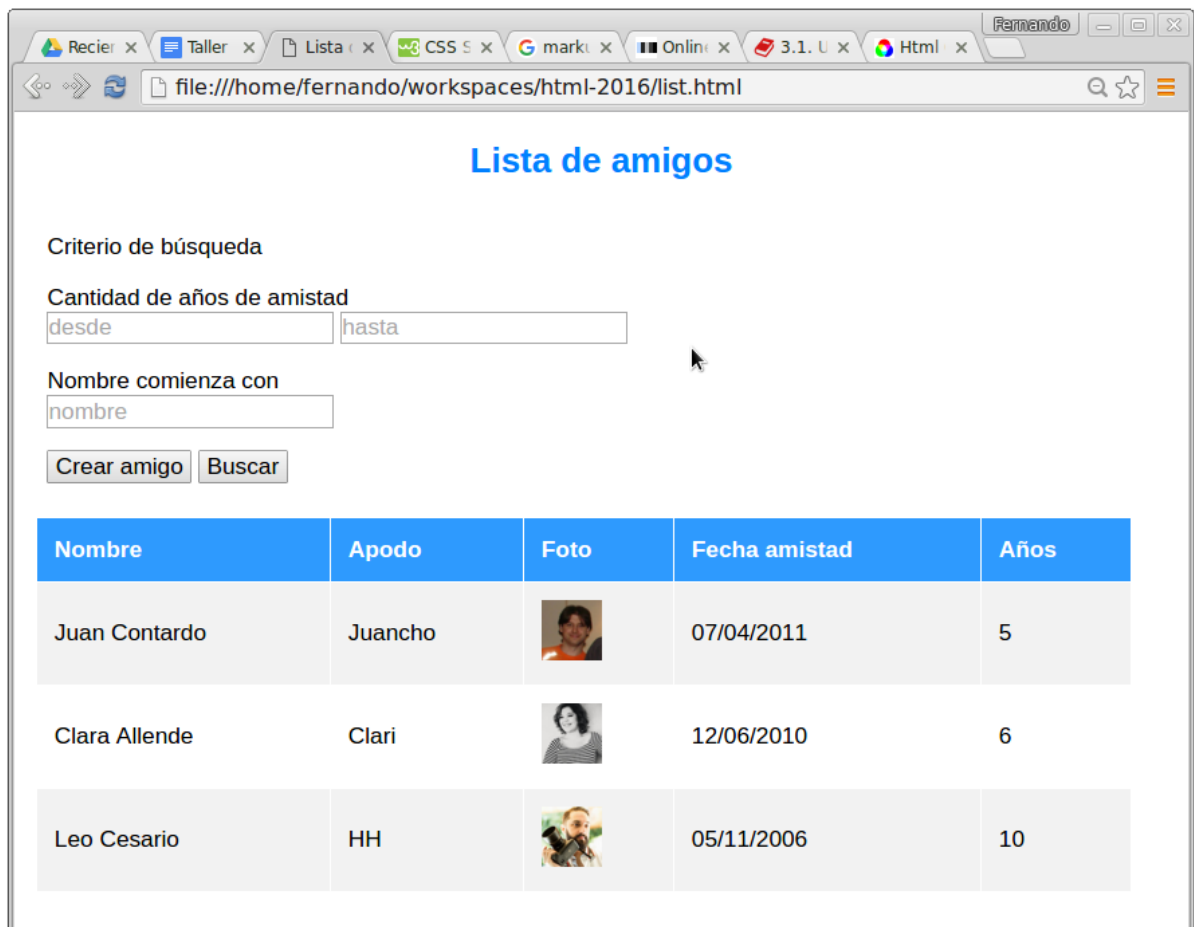 Fernando
Recier Taller Lista CSS S mark Online 3.1. U Html
file:///home/fernando/workspaces/html-2016/list.html
Lista de amigos
Criterio de búsqueda
Cantidad de años de amistad
desde hasta
Nombre comienza con
nombre
Crear amigo Buscar
Nombre Apodo Foto Fecha amistad Años
Juan Contardo Juancho 07/04/2011 5
Clara Allende Clari 12/06/2010 6
Leo Cesario HH 05/11/2006 10